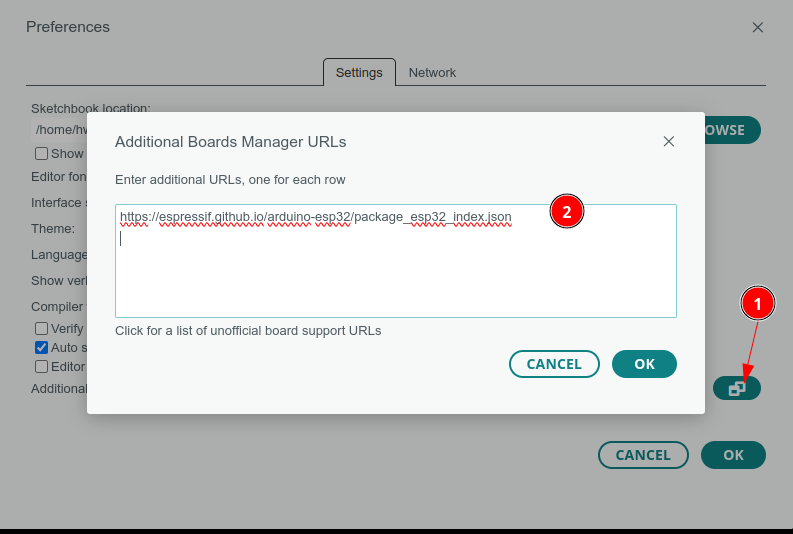 Preferences
Settings Network
Sketchbook location:
/home/hw
OWSE
Show
Editor fon
Interface s
Theme:
Language
Show verb
Compiler
Verify
Auto s
Editor
Additional
Additional Boards Manager URLs
Enter additional URLs, one for each row
https://espressif.github.io/arduino-esp32/package_esp32_index.json
2
Click for a list of unofficial board support URLs
CANCEL OK
1
CANCEL OK